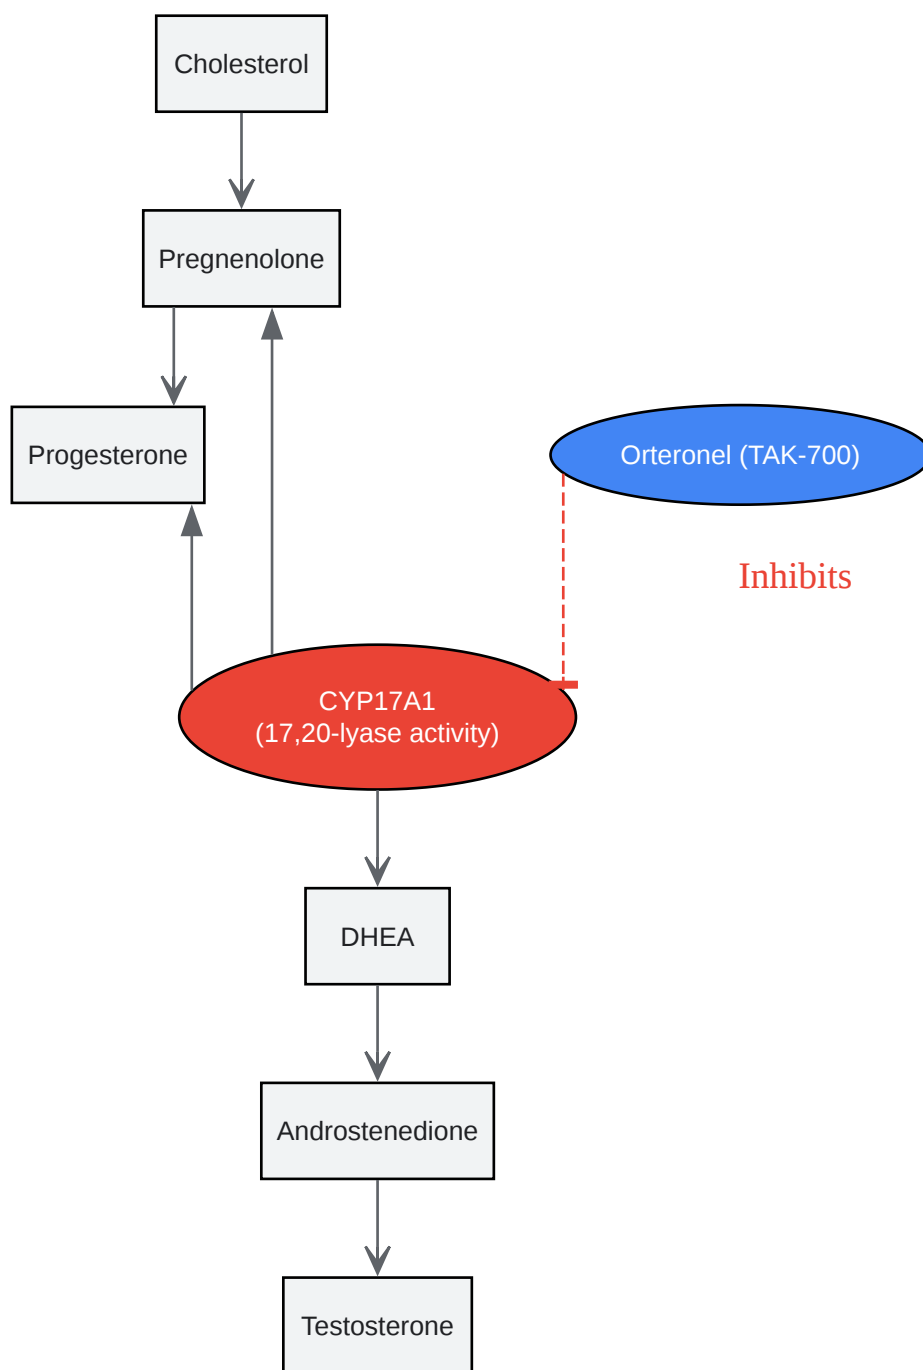 Cholesterol
Pregnenolone
Progesterone
Orteronel (TAK-700)
Inhibits
CYP17A1
(17,20-lyase activity)
DHEA
Androstenedione
Testosterone